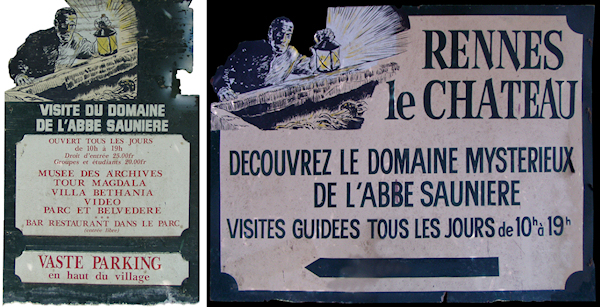 VISITE DU DOMAINE
DE L'ABBE SAUNIERE
OUVERT TOUS LES JOURS
de 10h à 19h
Droit d'entrée 25.00fr
Groupes et étudiants 20.00fr
MUSEE DES ARCHIVES
TOUR MAGDALA
VILLA BETHANIA
VIDEO
PARC ET BELVEDERE
* * *
BAR RESTAURANT DANS LE PARC
(entrée libre)
VASTE PARKING
en haut du village
RENNES
le CHATEAU
DECOUVREZ LE DOMAINE MYSTERIEUX
DE L'ABBE SAUNIERE
VISITES GUIDEES TOUS LES JOURS de 10h à 19h